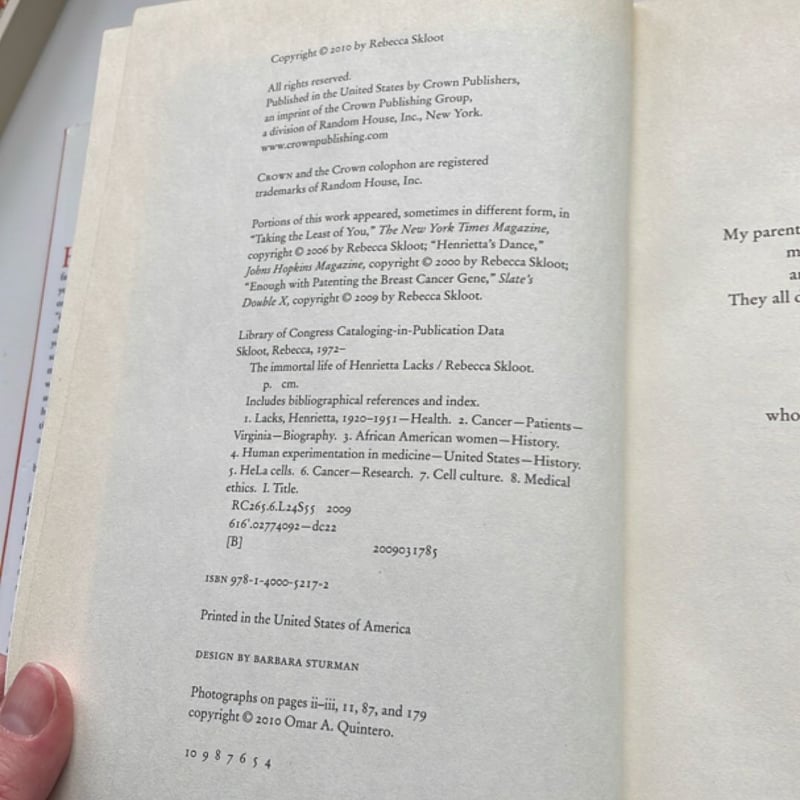 Copyright © 2010 by Rebecca Skloot
All rights reserved.
Published in the United States by Crown Publishers,
an imprint of the Crown Publishing Group,
a division of Random House, Inc., New York.
www.crownpublishing.com
CROWN and the Crown colophon are registered
trademarks of Random House, Inc.
Portions of this work appeared, sometimes in different form, in
“Taking the Least of You,” The New York Times Magazine,
copyright © 2006 by Rebecca Skloot; “Henrietta’s Dance,”
Johns Hopkins Magazine, copyright © 2000 by Rebecca Skloot;
“Enough with Patenting the Breast Cancer Gene,” Slate’s
Double X, copyright © 2009 by Rebecca Skloot.
Library of Congress Cataloging-in-Publication Data
Skloot, Rebecca, 1972–
The immortal life of Henrietta Lacks / Rebecca Skloot.
p. cm.
Includes bibliographical references and index.
1. Lacks, Henrietta, 1920–1951—Health. 2. Cancer—Patients—
Virginia—Biography. 3. African American women—History.
4. Human experimentation in medicine—United States—History.
5. HeLa cells. 6. Cancer—Research. 7. Cell culture. 8. Medical
ethics. I. Title.
RC265.6.L24S55 2009
616'.02774092—dc22
[B] 2009031785
ISBN 978-1-4000-5217-2
Printed in the United States of America
DESIGN BY BARBARA STURMAN
Photographs on pages ii–iii, 11, 87, and 179
copyright © 2010 Omar A. Quintero.
10 9 8 7 6 5 4
My parent
m
a
They all
who